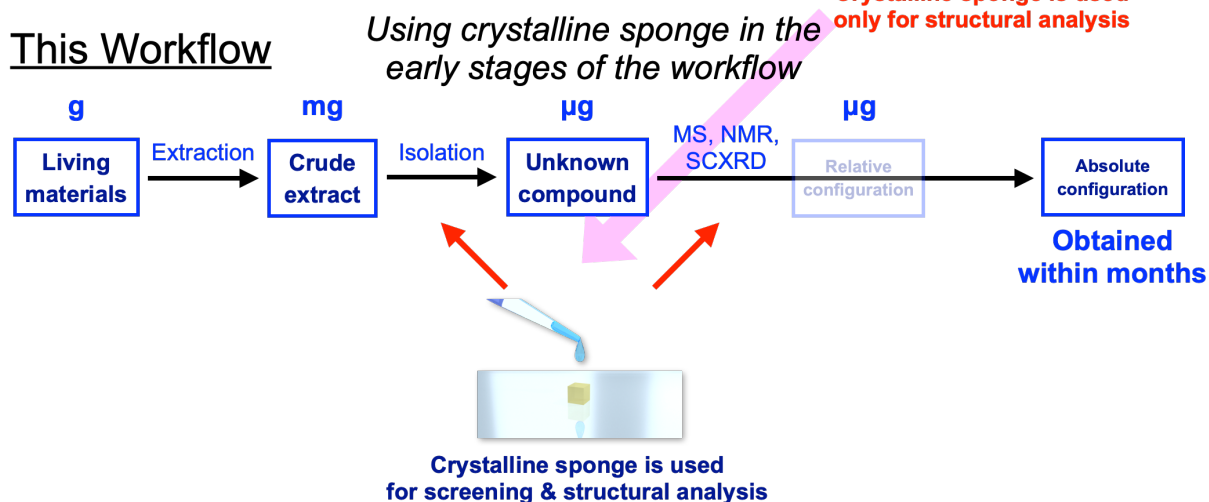 Crystalline sponge is used
only for structural analysis
This Workflow
Using crystalline sponge in the
early stages of the workflow
g
mg
µg
µg
Living
materials
Extraction
Crude
extract
Isolation
Unknown
compound
MS, NMR,
SCXRD
Relative
configuration
Absolute
configuration
Obtained
within months
Crystalline sponge is used
for screening & structural analysis